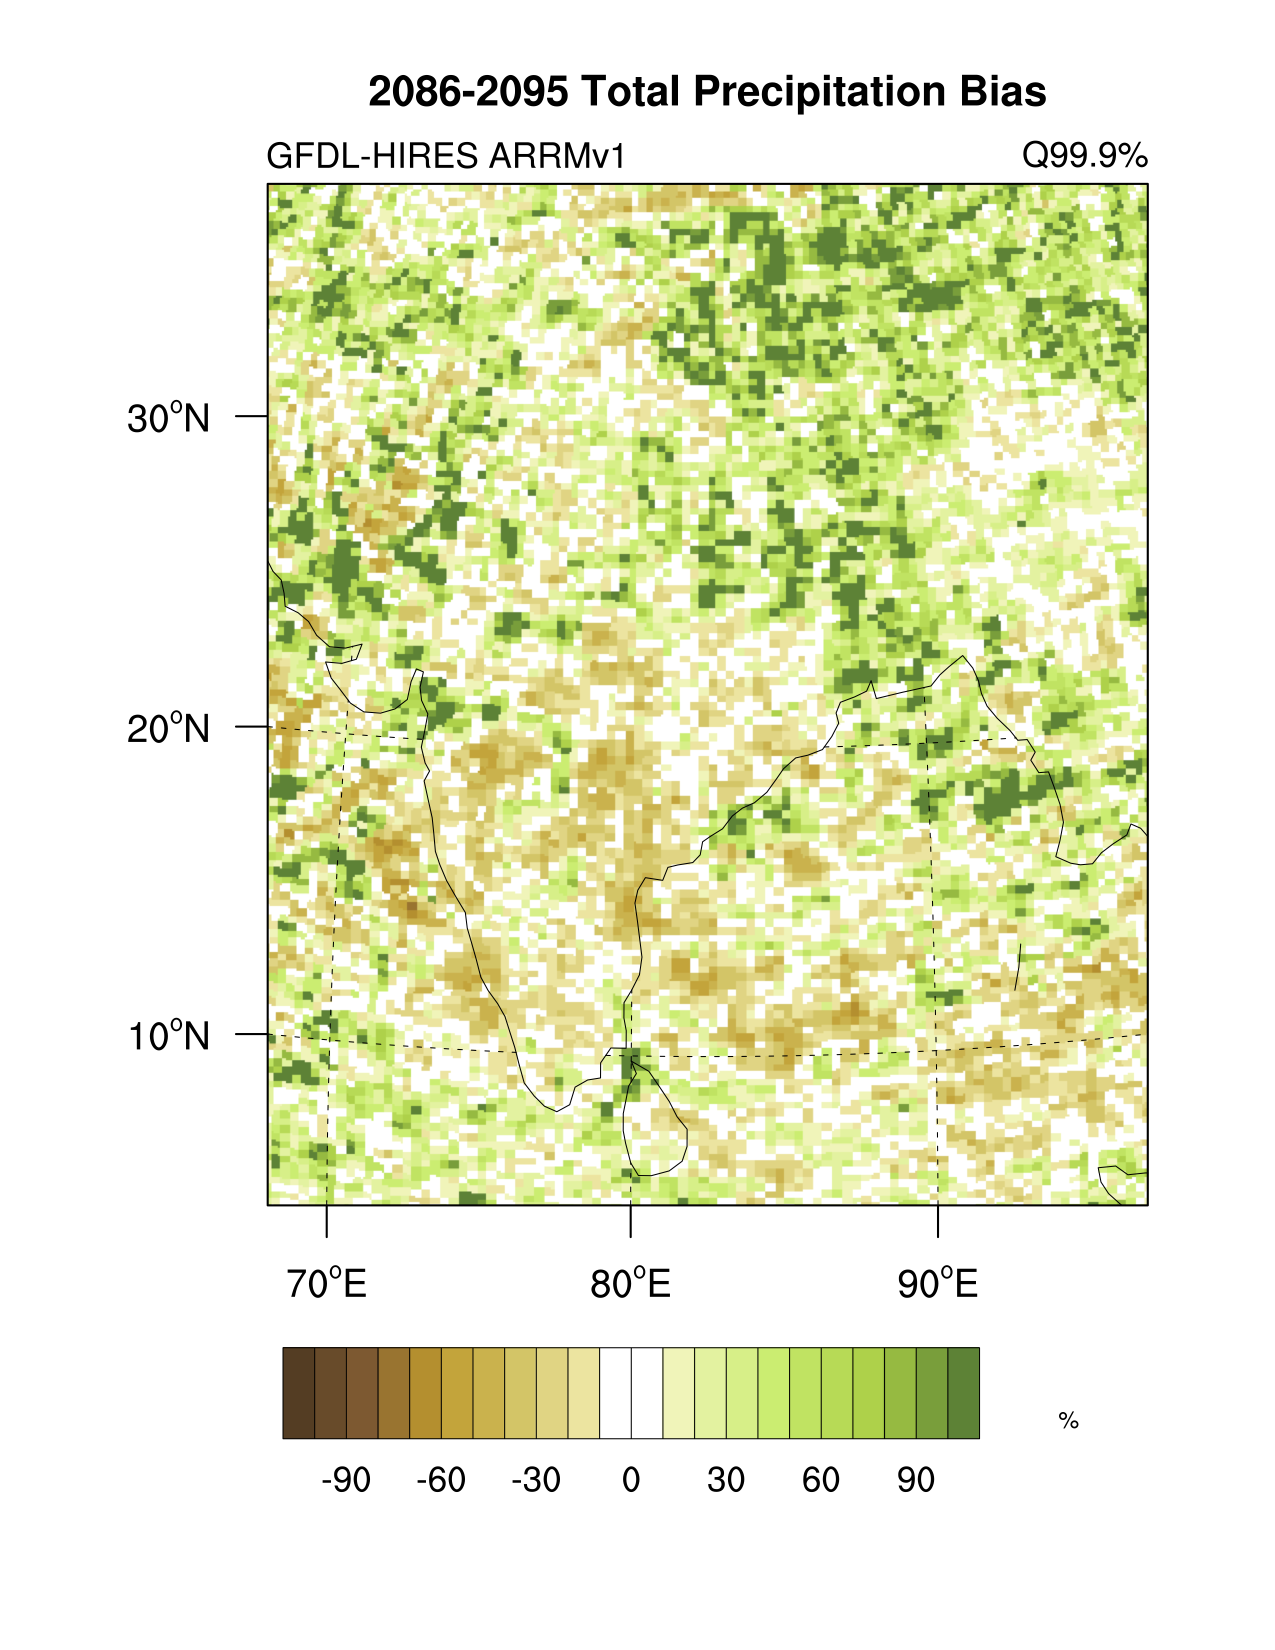 2086-2095 Total Precipitation Bias
GFDL-HIRES ARRMv1 Q99.9%
30°N
20°N
10°N
70°E 80°E 90°E
%
-90 -60 -30 0 30 60 90